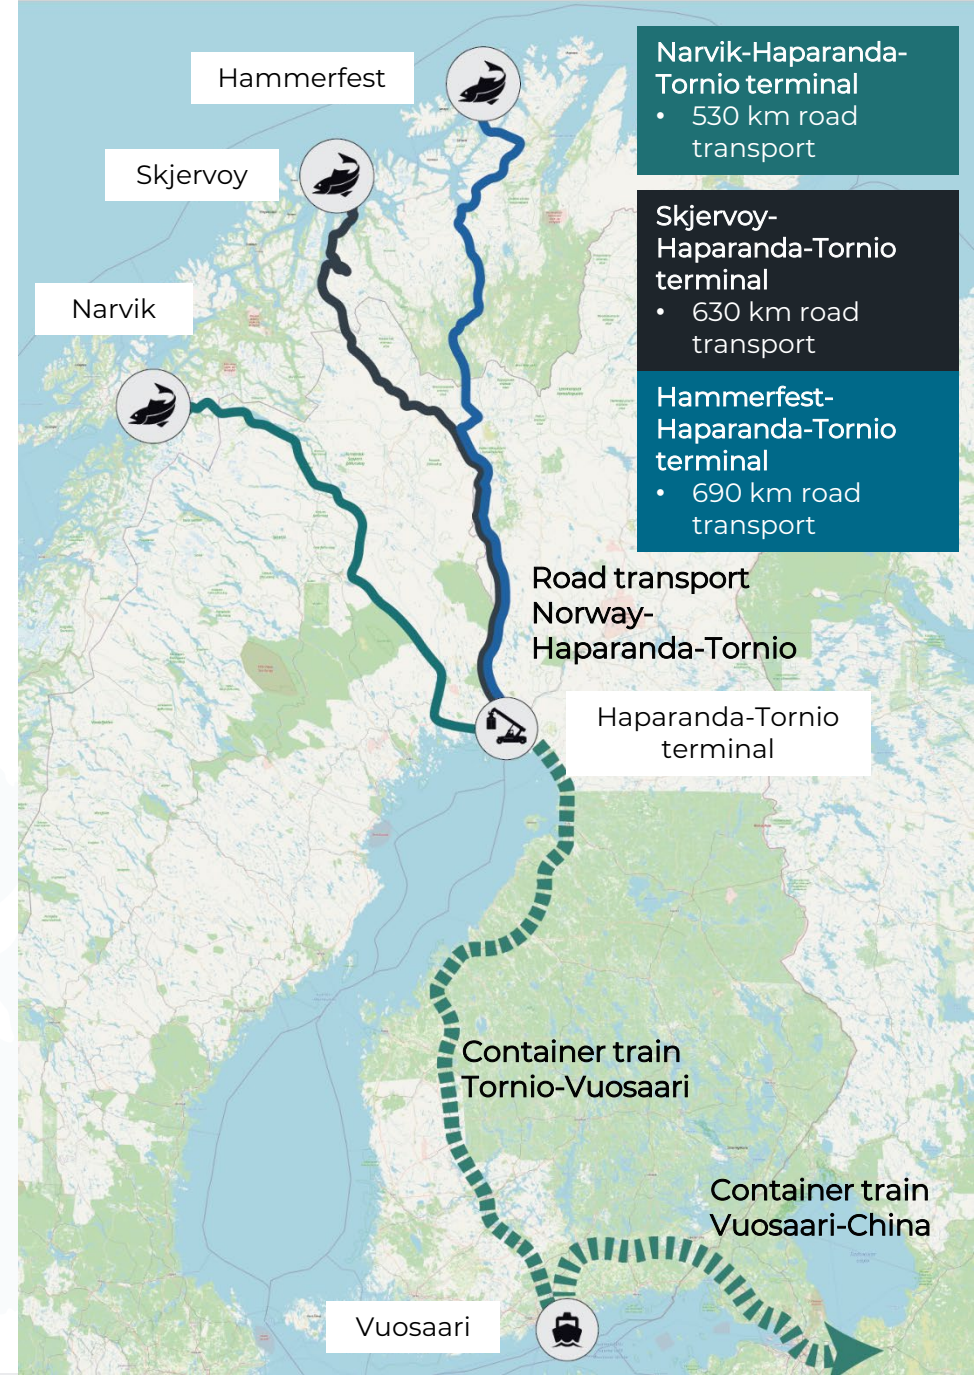 Hammerfest
Skjervoy
Narvik
Narvik-Haparanda-
Tornio terminal
• 530 km road
transport
Skjervoy-
Haparanda-Tornio
terminal
• 630 km road
transport
Hammerfest-
Haparanda-Tornio
terminal
• 690 km road
transport
Road transport
Norway-
Haparanda-Tornio
Haparanda-Tornio
terminal
Container train
Tornio-Vuosaari
Container train
Vuosaari-China
Vuosaari